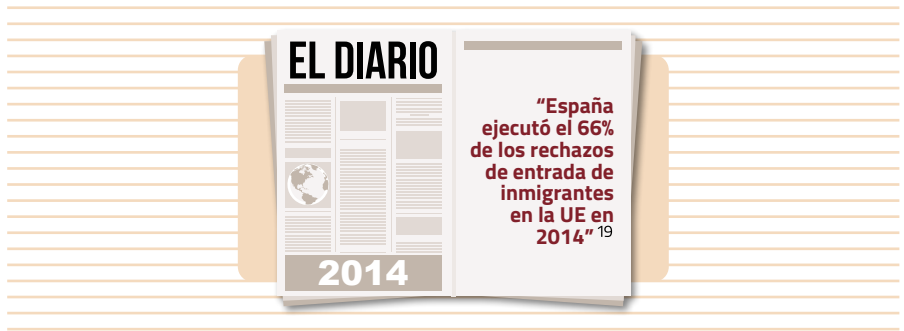 EL DIARIO
2014
“España
ejecutó el 66%
de los rechazos
de entrada de
inmigrantes
en la UE en
2014” 19